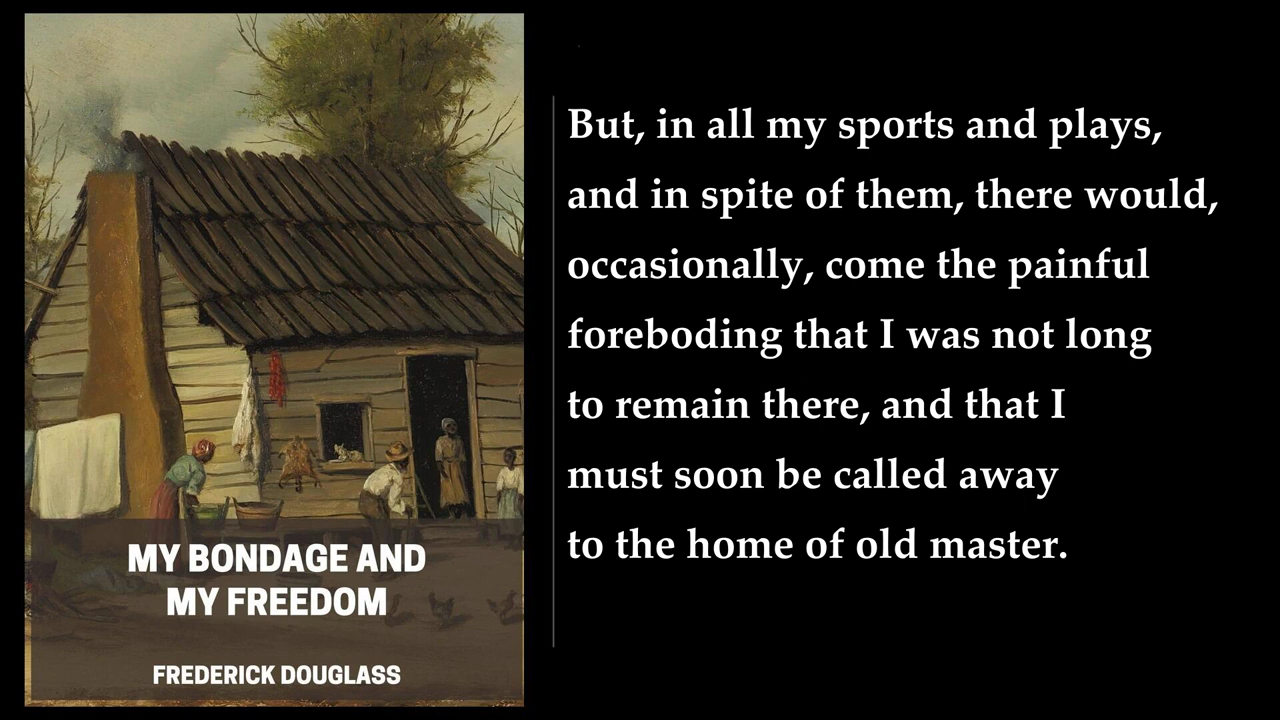 MY BONDAGE AND
MY FREEDOM
FREDERICK DOUGLASS
But, in all my sports and plays,
and in spite of them, there would,
occasionally, come the painful
foreboding that I was not long
to remain there, and that I
must soon be called away
to the home of old master.